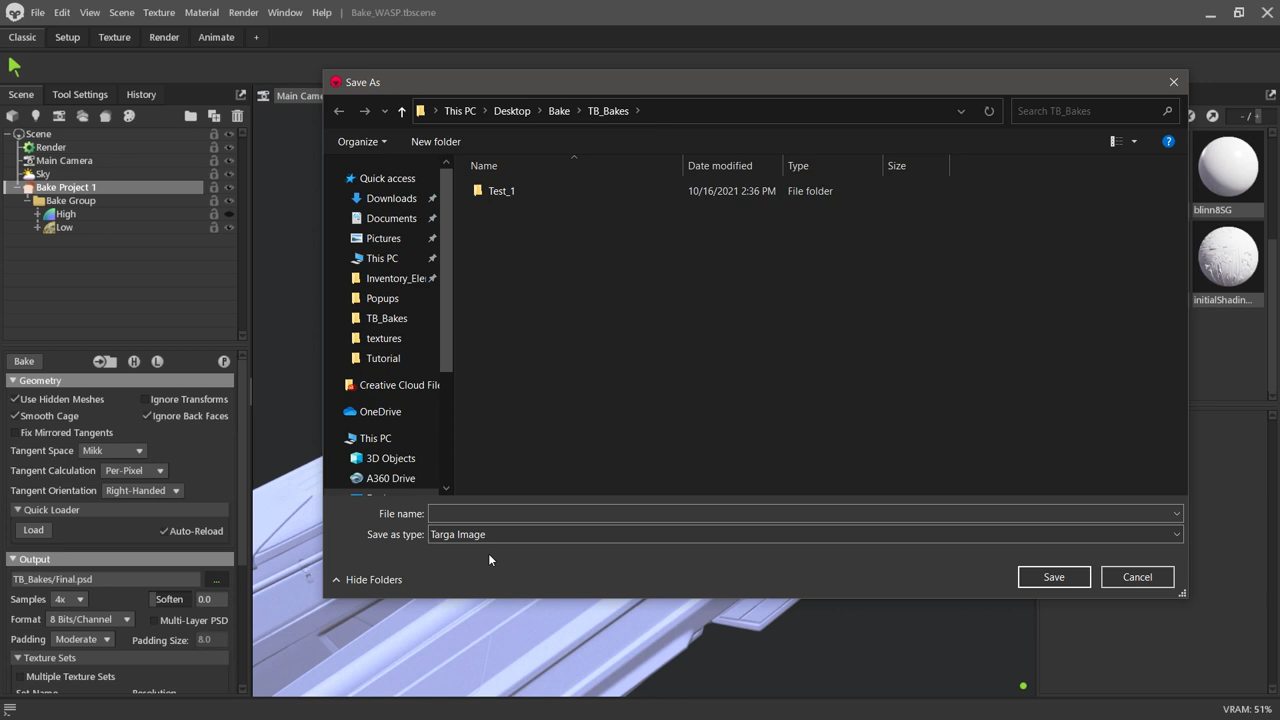 File Edit View Scene Texture Material Render Window Help Bake_WASP.tbscene
Classic Setup Texture Render Animate +
Scene Tool Settings History
Scene
Render
Main Camera
Sky
Bake Project 1
Bake Group
High
Low
Bake H L P
Geometry
Use Hidden Meshes Ignore Transforms
Smooth Cage Ignore Back Faces
Fix Mirrored Tangents
Tangent Space Mikk
Tangent Calculation Per-Pixel
Tangent Orientation Right-Handed
Quick Loader
Load Auto-Reload
Output
TB_Bakes/Final.psd ...
Samples 4x Soften 0.0
Format 8 Bits/Channel Multi-Layer PSD
Padding Moderate Padding Size: 8.0
Texture Sets
Multiple Texture Sets
Set Name Resolution
Main Came
Save As
This PC Desktop Bake TB_Bakes Search TB_Bakes
Organize New folder ?
Name Date modified Type Size
Test_1 10/16/2021 2:36 PM File folder
Quick access
Downloads
Documents
Pictures
This PC
Inventory_Ele
Popups
TB_Bakes
textures
Tutorial
Creative Cloud File
OneDrive
This PC
3D Objects
A360 Drive
File name:
Save as type: Targa Image
Hide Folders Save Cancel
- / -
blinn8SG
initialShadin...
VRAM: 51%